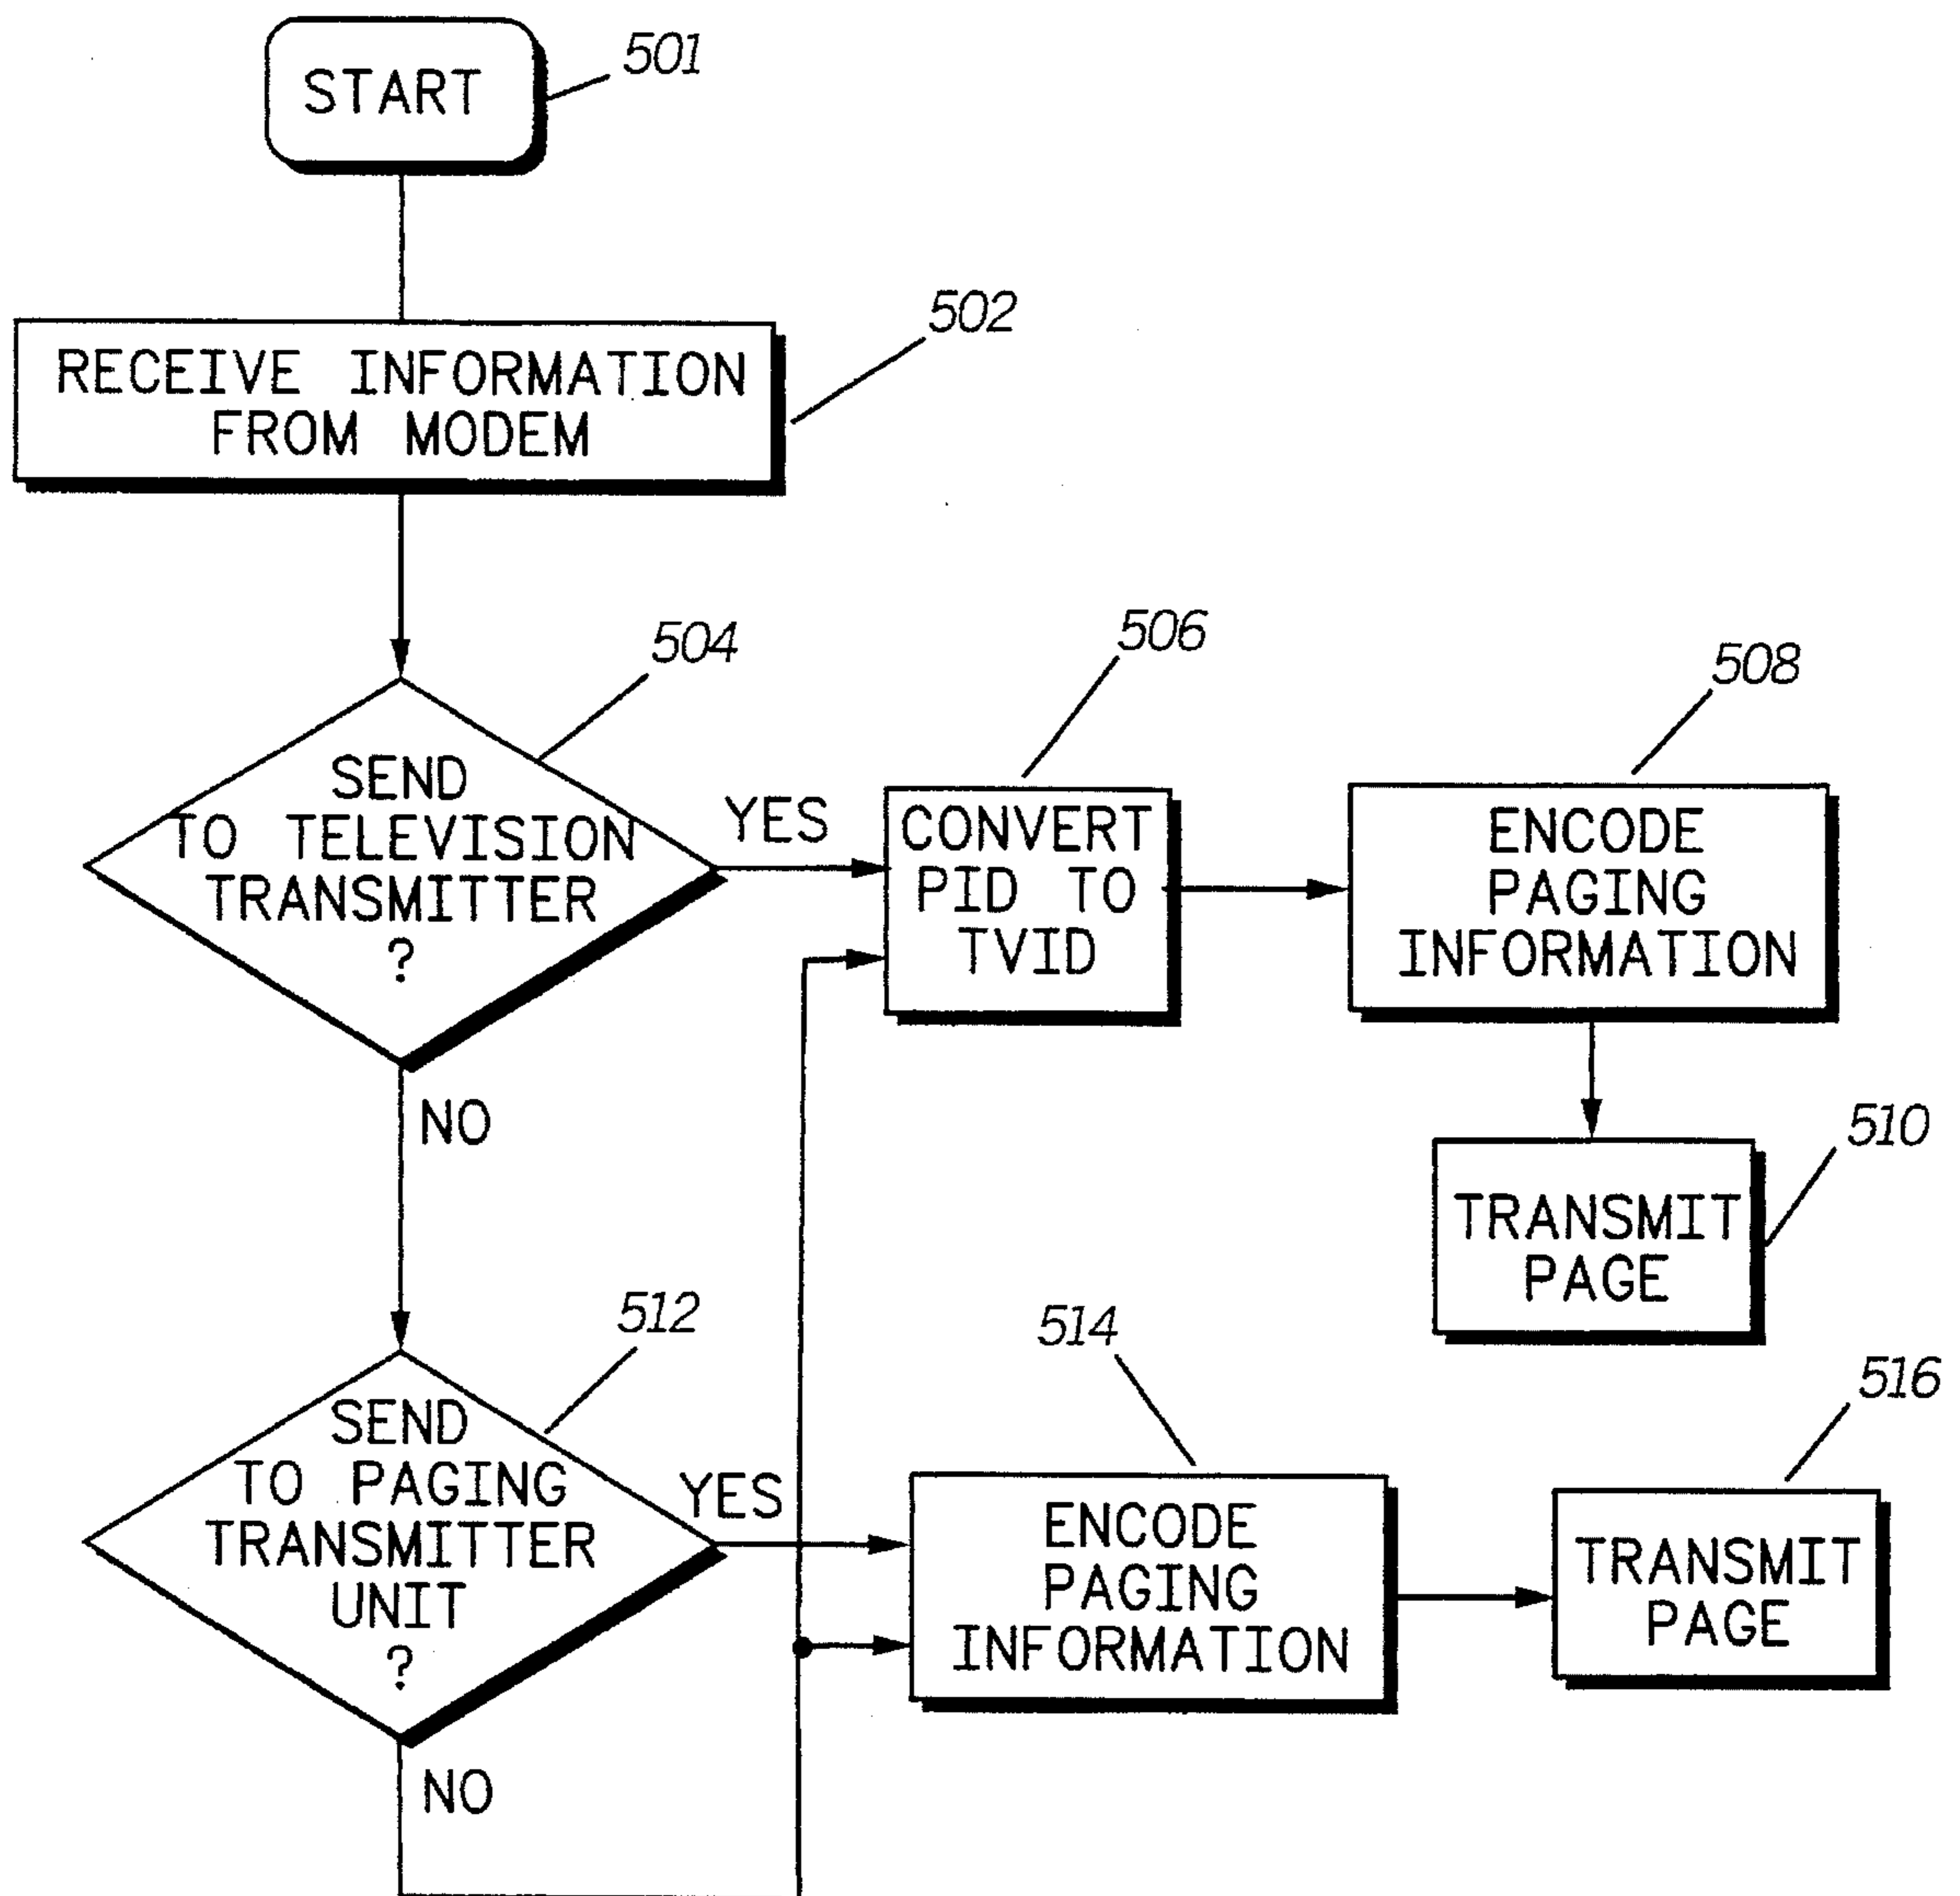 START
501
502
RECEIVE INFORMATION
FROM MODEM
504
SEND
TO TELEVISION
TRANSMITTER
?
YES
NO
506
CONVERT
PID TO
TVID
508
ENCODE
PAGING
INFORMATION
510
TRANSMIT
PAGE
512
SEND
TO PAGING
TRANSMITTER
UNIT
?
YES
NO
514
ENCODE
PAGING
INFORMATION
516
TRANSMIT
PAGE